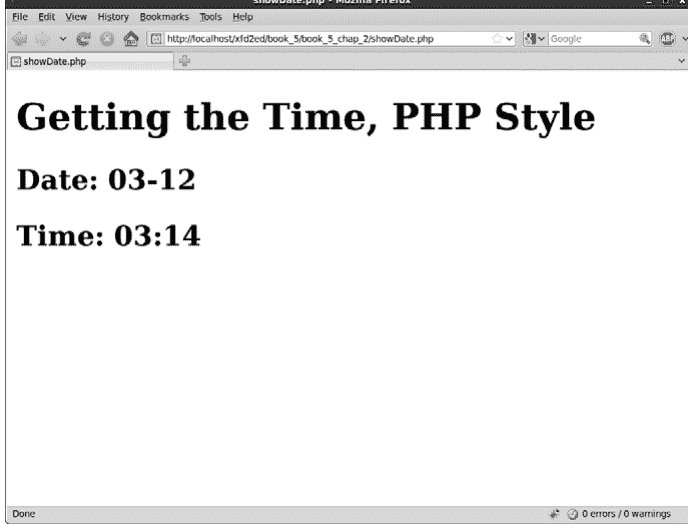 showDate.php - Mozilla Firefox
File Edit View History Bookmarks Tools Help
http://localhost/xfd2ed/book_5/book_5_chap_2/showDate.php Google ABP
showDate.php
Getting the Time, PHP Style
Date: 03-12
Time: 03:14
Done 0 errors / 0 warnings